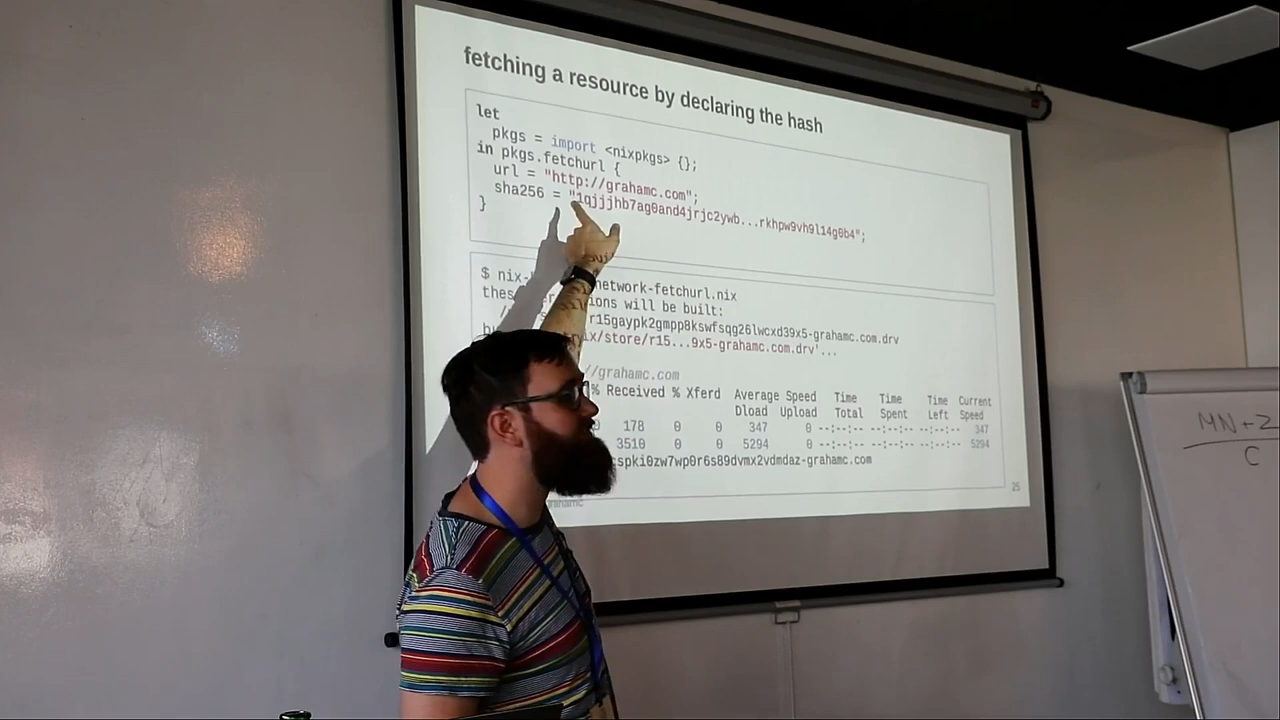 fetching a resource by declaring the hash
let
pkgs = import <nixpkgs> {};
in pkgs.fetchurl {
url = "http://grahamc.com";
sha256 = "1qjjjhb7ag0and4jrjc2ywb...rkhpw9vh9l14g0b4";
}
$ nix- network-fetchurl.nix
these ions will be built:
r15gaypk2gmpp8kswfsqg26lwcxd39x5-grahamc.com.drv
ix/store/r15...9x5-grahamc.com.drv'...
//grahamc.com
% Received % Xferd Average Speed Time Time Time Current
Dload Upload Total Spent Left Speed
178 0 0 347 0 --:--:-- --:--:-- --:--:-- 347
3510 0 0 5294 0 --:--:-- --:--:-- --:--:-- 5294
spki0zw7wp0r6s89dvmx2vdmdaz-grahamc.com
25
MN+2
C